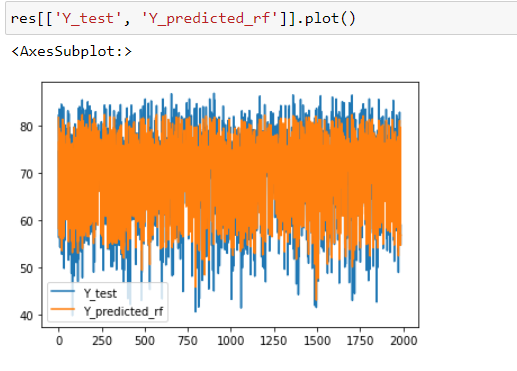 res[['Y_test', 'Y_predicted_rf']].plot()
<AxesSubplot:>
80
70
60
50
40
Y_test
Y_predicted_rf
0 250 500 750 1000 1250 1500 1750 2000